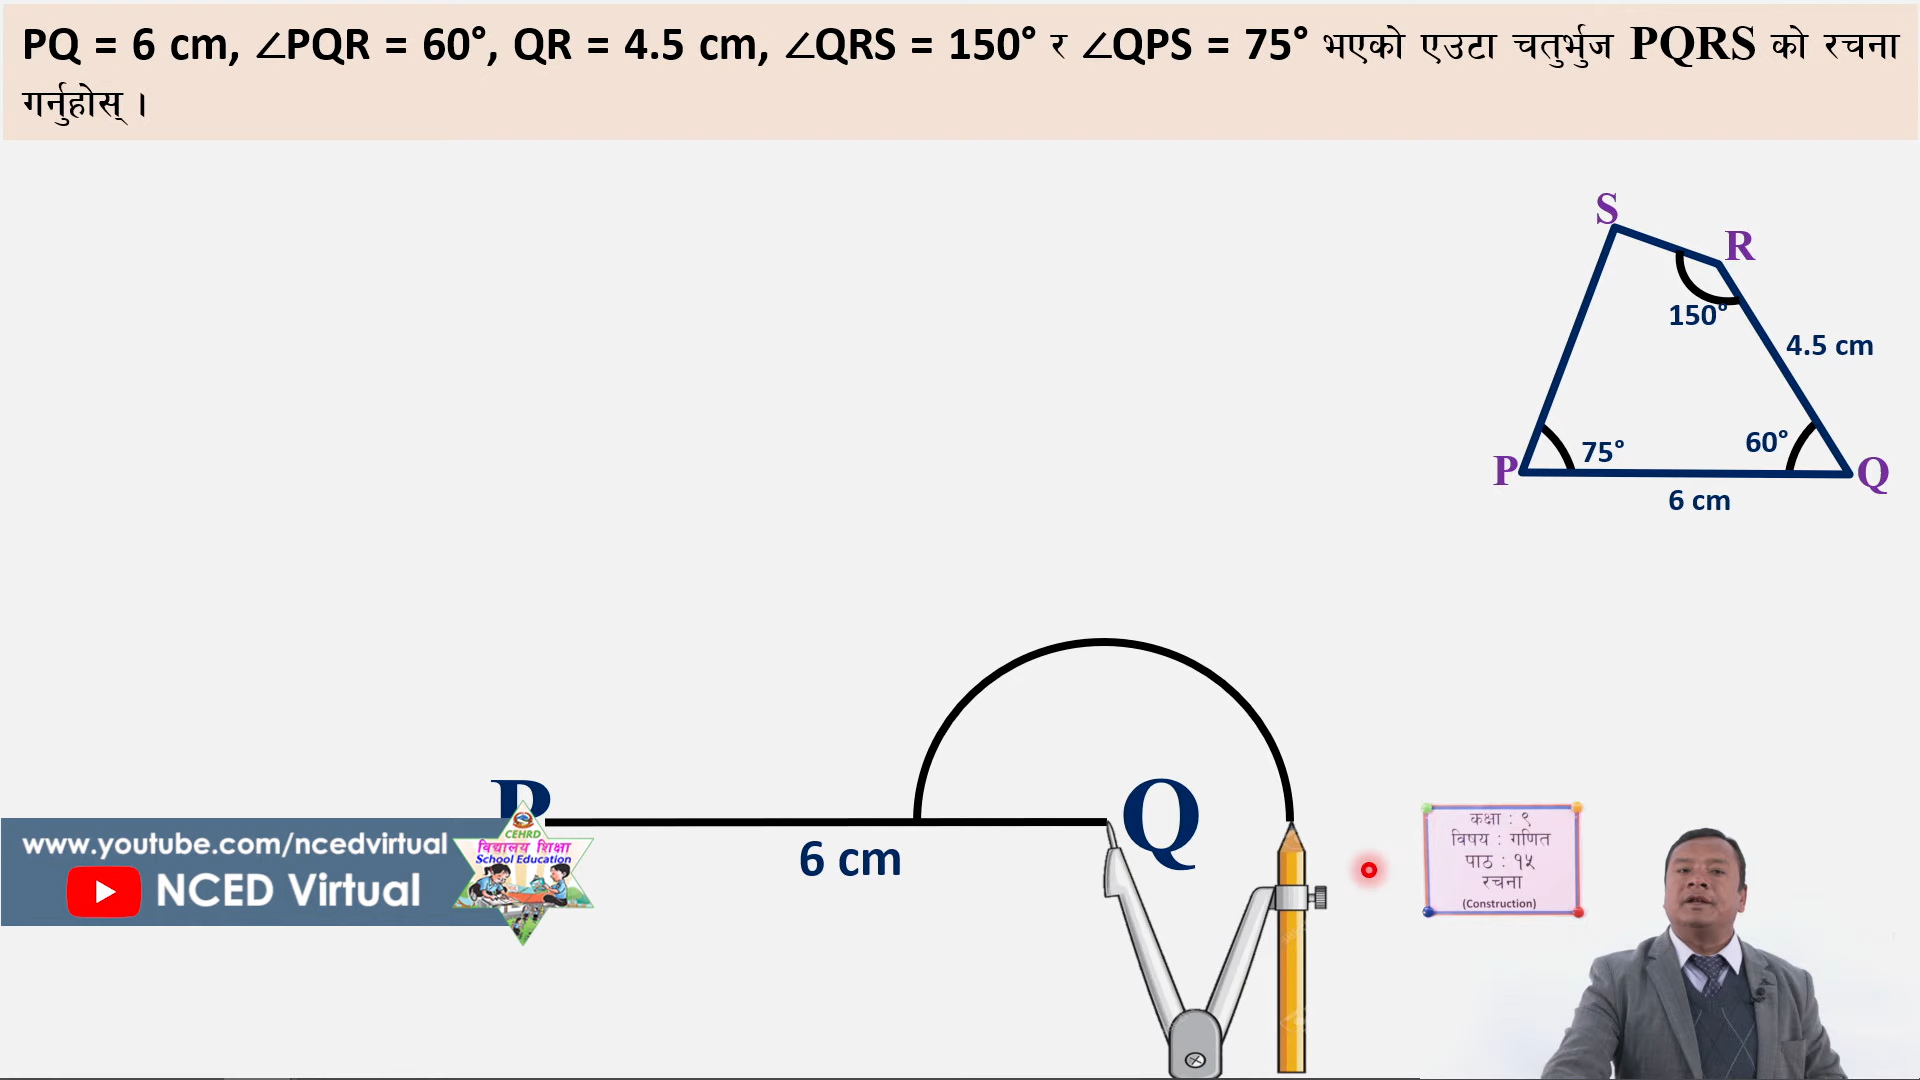 PQ = 6 cm, ∠PQR = 60°, QR = 4.5 cm, ∠QRS = 150° र ∠QPS = 75° भएको एउटा चतुर्भुज PQRS को रचना
गर्नुहोस् ।
S
R
150°
4.5 cm
75°
60°
P
Q
6 cm
P
Q
6 cm
www.youtube.com/ncedvirtual
NCED Virtual
CEHRD
विद्यालय शिक्षा
School Education
कक्षा : ९
विषय : गणित
पाठ : १५
रचना
(Construction)